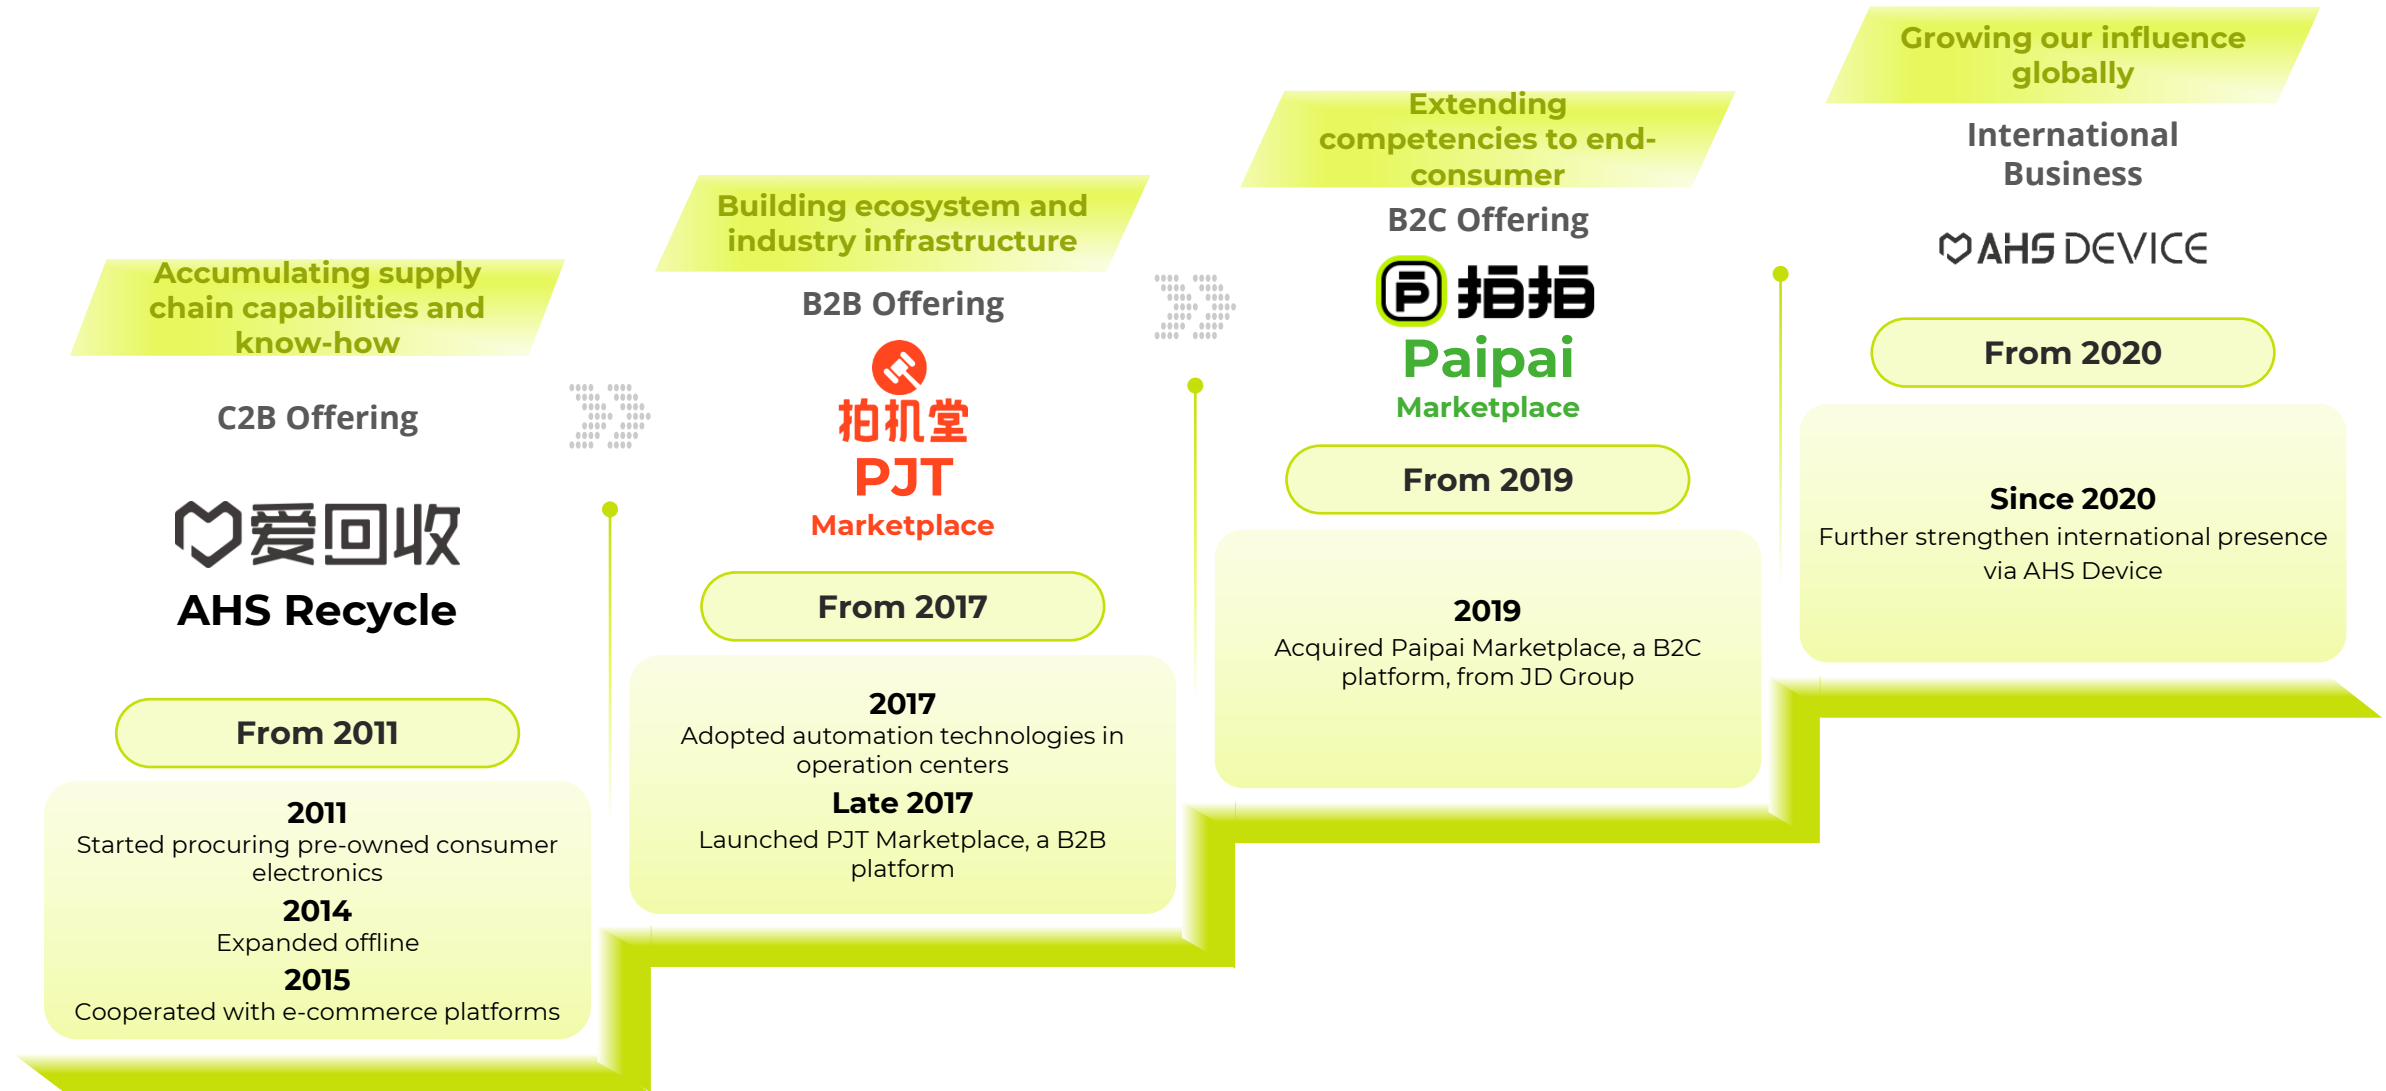 Accumulating supply
chain capabilities and
know-how
C2B Offering
爱回收
AHS Recycle
From 2011
2011
Started procuring pre-owned consumer
electronics
2014
Expanded offline
2015
Cooperated with e-commerce platforms
Building ecosystem and
industry infrastructure
B2B Offering
拍机堂
PJT
Marketplace
From 2017
2017
Adopted automation technologies in
operation centers
Late 2017
Launched PJT Marketplace, a B2B
platform
Extending
competencies to end-
consumer
B2C Offering
P 拍拍
Paipai
Marketplace
From 2019
2019
Acquired Paipai Marketplace, a B2C
platform, from JD Group
Growing our influence
globally
International
Business
AHS DEVICE
From 2020
Since 2020
Further strengthen international presence
via AHS Device